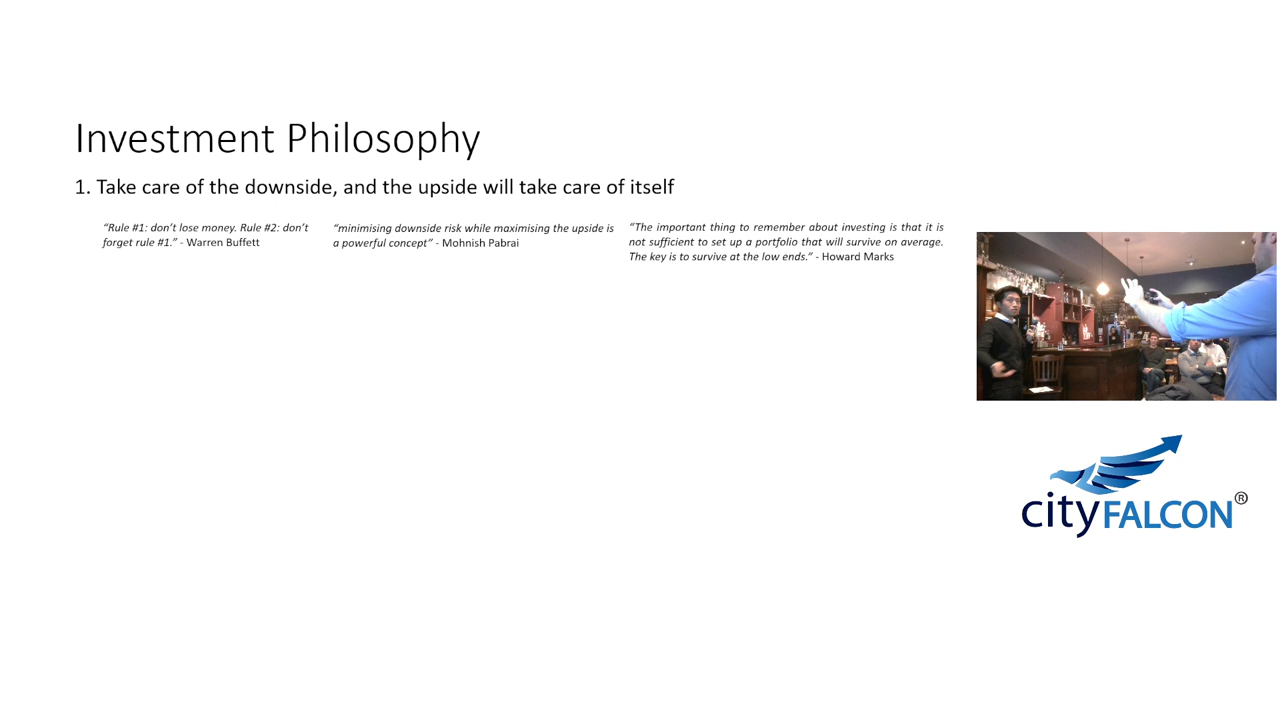 Investment Philosophy
1. Take care of the downside, and the upside will take care of itself
“Rule #1: don’t lose money. Rule #2: don’t
forget rule #1.” - Warren Buffett
“minimising downside risk while maximising the upside is
a powerful concept” - Mohnish Pabrai
“The important thing to remember about investing is that it is
not sufficient to set up a portfolio that will survive on average.
The key is to survive at the low ends.” - Howard Marks
cityFALCON®